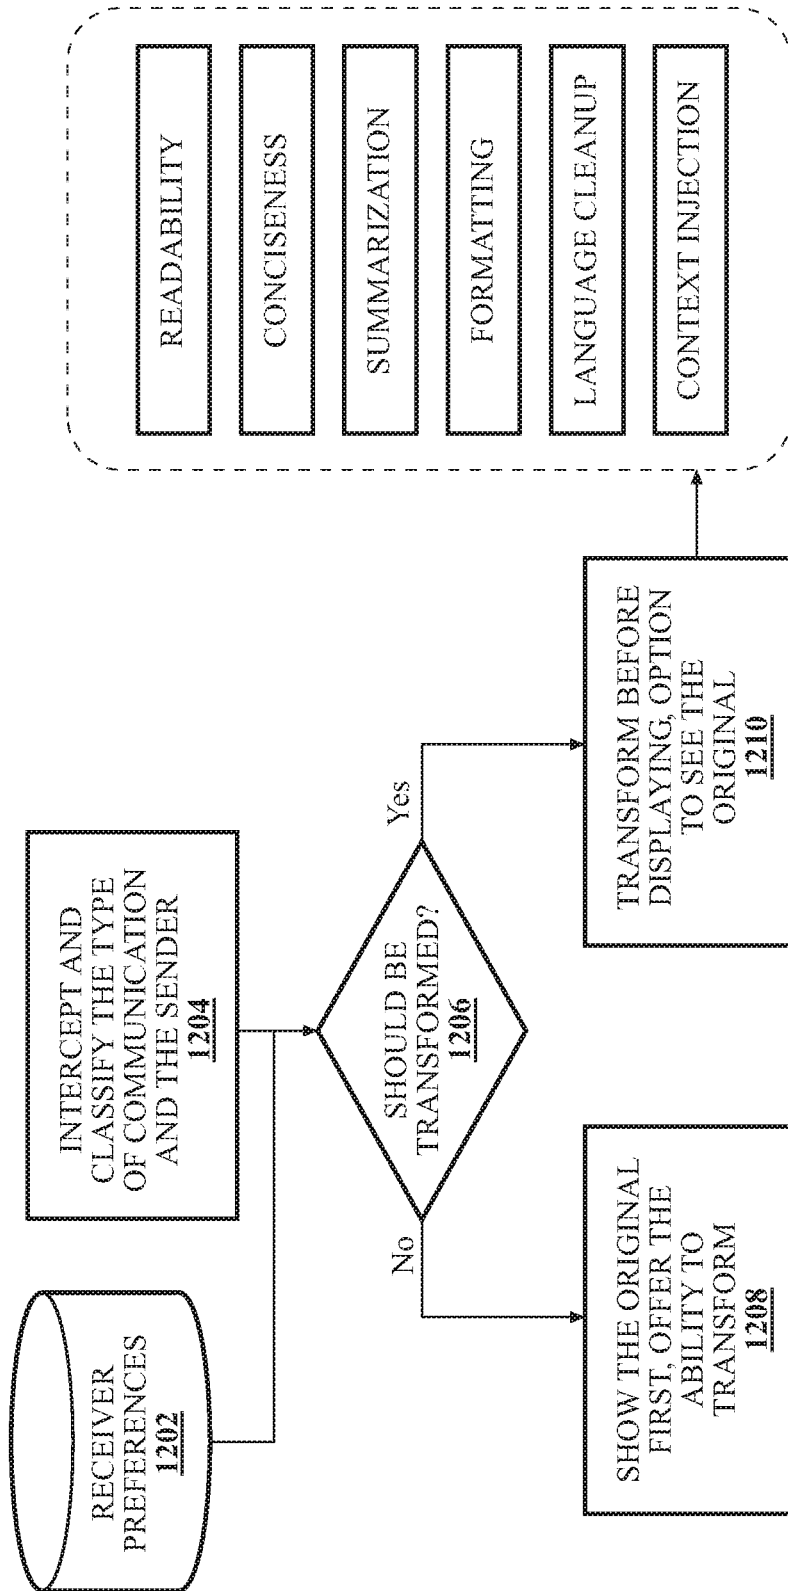 RECEIVER
PREFERENCES
1202
INTERCEPT AND
CLASSIFY THE TYPE
OF COMMUNICATION
AND THE SENDER
1204
SHOULD BE
TRANSFORMED?
1206
No
Yes
SHOW THE ORIGINAL
FIRST, OFFER THE
ABILITY TO
TRANSFORM
1208
TRANSFORM BEFORE
DISPLAYING, OPTION
TO SEE THE
ORIGINAL
1210
READABILITY
CONCISENESS
SUMMARIZATION
FORMATTING
LANGUAGE CLEANUP
CONTEXT INJECTION